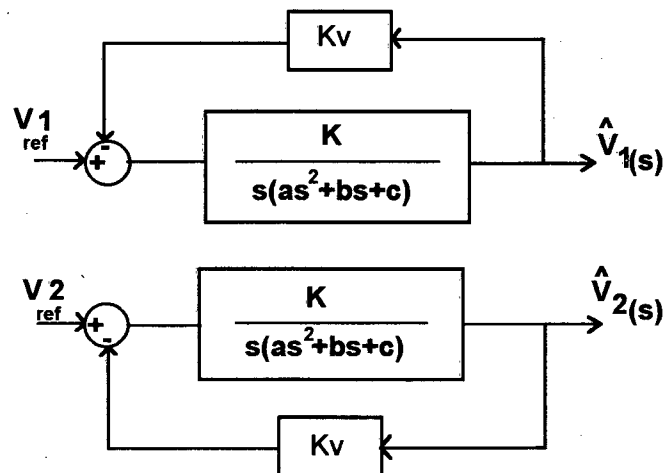 Kv
V1
ref
-
+
K
s(as²+bs+c)
V̂₁(s)
V2
ref
+
-
K
s(as²+bs+c)
V̂₂(s)
Kv